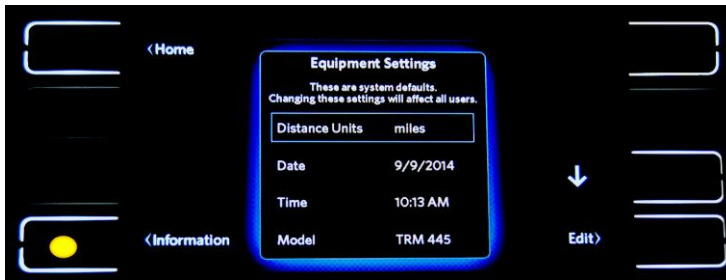 <Home
Equipment Settings
These are system defaults.
Changing these settings will affect all users.
Distance Units miles
Date 9/9/2014
Time 10:13 AM
Model TRM 445
<Information
Edit>